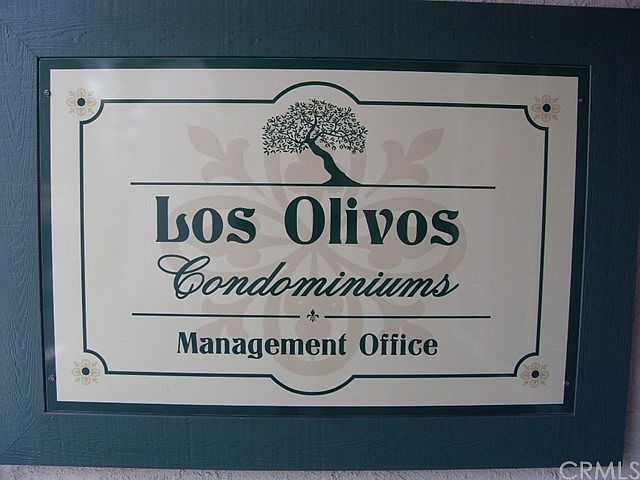 Los Olivos
Condominiums
Management Office
CRMLS